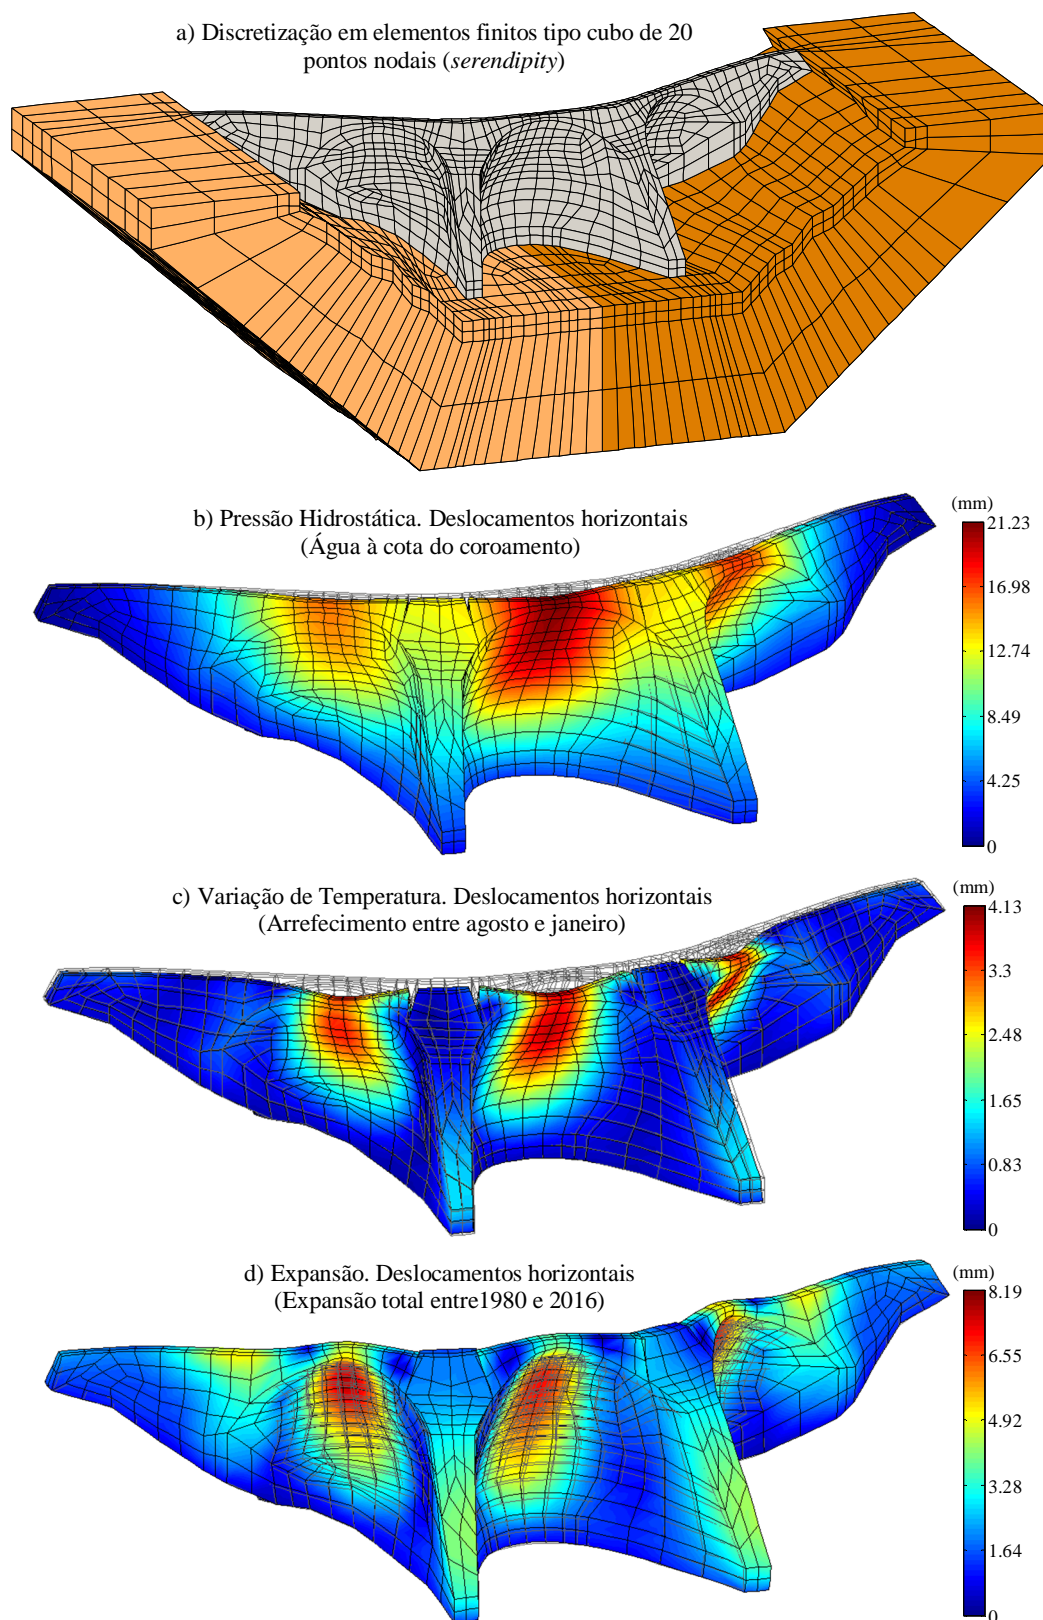 a) Discretização em elementos finitos tipo cubo de 20
pontos nodais (serendipity)
b) Pressão Hidrostática. Deslocamentos horizontais
(Água à cota do coroamento)
(mm)
21.23
16.98
12.74
8.49
4.25
0
c) Variação de Temperatura. Deslocamentos horizontais
(Arrefecimento entre agosto e janeiro)
(mm)
4.13
3.3
2.48
1.65
0.83
0
d) Expansão. Deslocamentos horizontais
(Expansão total entre1980 e 2016)
(mm)
8.19
6.55
4.92
3.28
1.64
0